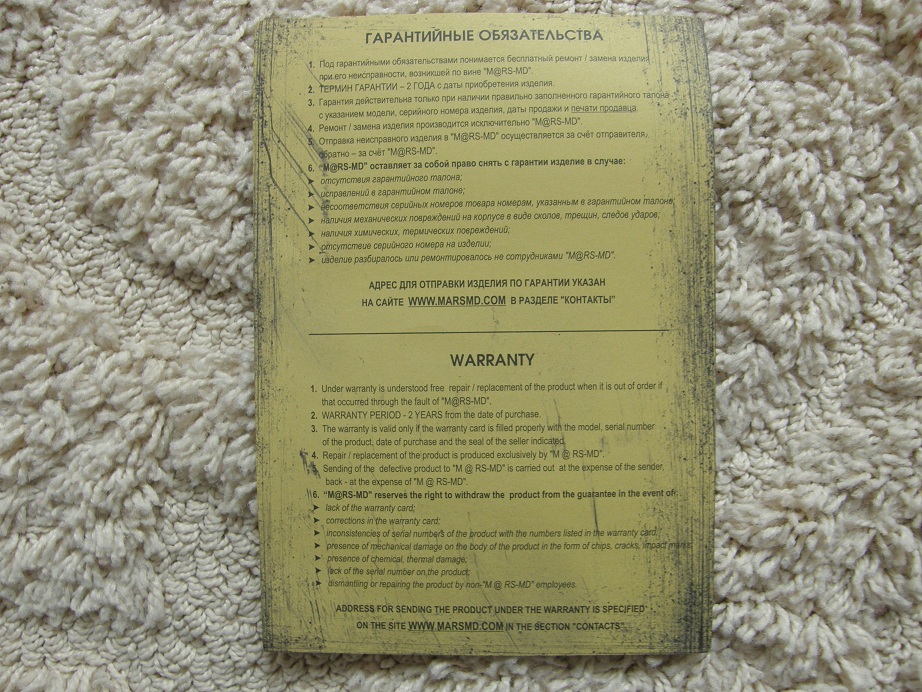 ГАРАНТИЙНЫЕ ОБЯЗАТЕЛЬСТВА
1. Под гарантийными обязательствами понимается бесплатный ремонт / замена изделия
при его неисправности, возникшей по вине "M@RS-MD".
2. ТЕРМИН ГАРАНТИИ – 2 ГОДА с даты приобретения изделия.
3. Гарантия действительна только при наличии правильно заполненного гарантийного талона
с указанием модели, серийного номера изделия, даты продажи и печати продавца.
4. Ремонт / замена изделия производится исключительно "M@RS-MD".
5. Отправка неисправного изделия в "M@RS-MD" осуществляется за счёт отправителя,
обратно – за счёт "M@RS-MD".
6. "M@RS-MD" оставляет за собой право снять с гарантии изделие в случае:
➤ отсутствия гарантийного талона;
➤ исправлений в гарантийном талоне;
➤ несоответствия серийных номеров товара номерам, указанным в гарантийном талоне;
➤ наличия механических повреждений на корпусе в виде сколов, трещин, следов ударов;
➤ наличия химических, термических повреждений;
➤ отсутствие серийного номера на изделии;
➤ изделие разбиралось или ремонтировалось не сотрудниками "M@RS-MD".
АДРЕС ДЛЯ ОТПРАВКИ ИЗДЕЛИЯ ПО ГАРАНТИИ УКАЗАН
НА САЙТЕ WWW.MARSMD.COM В РАЗДЕЛЕ "КОНТАКТЫ"
WARRANTY
1. Under warranty is understood free repair / replacement of the product when it is out of order if
that occurred through the fault of "M@RS-MD".
2. WARRANTY PERIOD - 2 YEARS from the date of purchase.
3. The warranty is valid only if the warranty card is filled properly with the model, serial number
of the product, date of purchase and the seal of the seller indicated.
4. Repair / replacement of the product is produced exclusively by "M @ RS-MD".
5. Sending of the defective product to "M @ RS-MD" is carried out at the expense of the sender,
back - at the expense of "M @ RS-MD".
6. "M@RS-MD" reserves the right to withdraw the product from the guarantee in the event of:
➤ lack of the warranty card;
➤ corrections in the warranty card;
➤ inconsistencies of serial numbers of the product with the numbers listed in the warranty card;
➤ presence of mechanical damage on the body of the product in the form of chips, cracks, impact marks;
➤ presence of chemical, thermal damage;
➤ lack of the serial number on the product;
➤ dismantling or repairing the product by non-"M @ RS-MD" employees.
ADDRESS FOR SENDING THE PRODUCT UNDER THE WARRANTY IS SPECIFIED
ON THE SITE WWW.MARSMD.COM IN THE SECTION "CONTACTS"